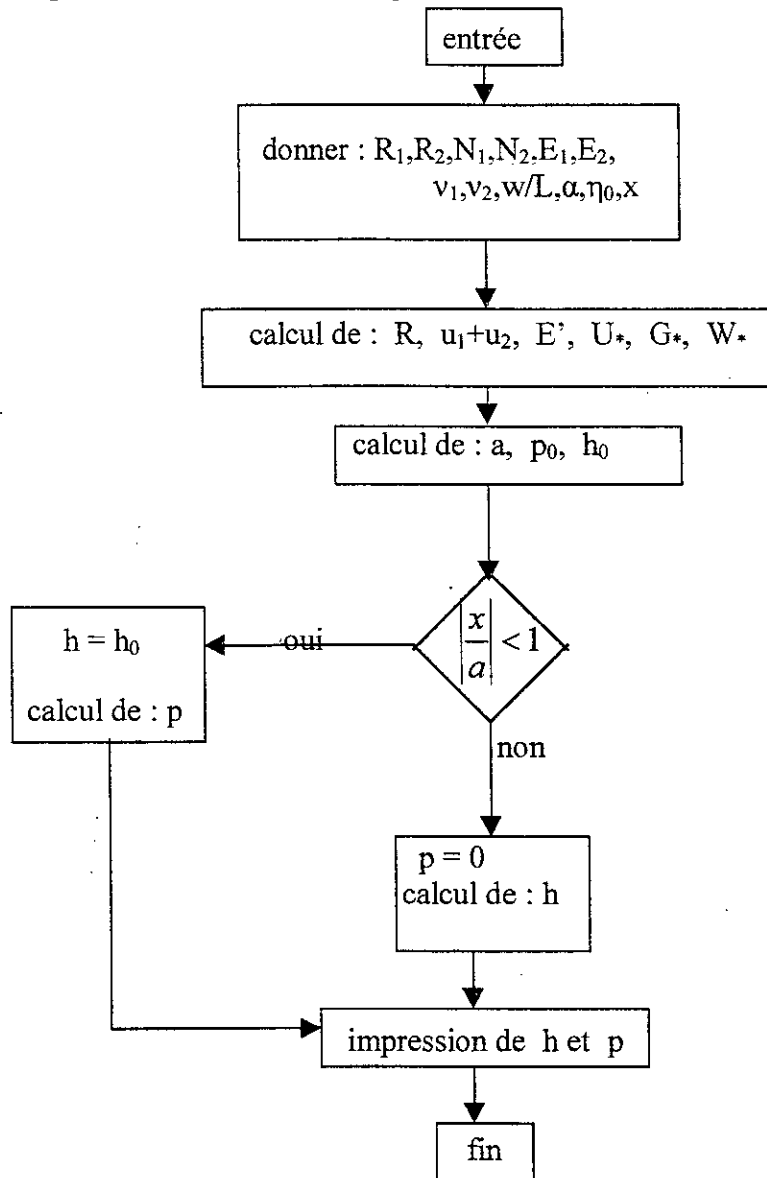 entrée
donner : R₁,R₂,N₁,N₂,E₁,E₂,
ν₁,ν₂,w/L,α,η₀,x
calcul de : R, u₁+u₂, E’, U*, G*, W*
calcul de : a, p₀, h₀
|x/a| < 1
oui
h = h₀
calcul de : p
non
p = 0
calcul de : h
impression de h et p
fin